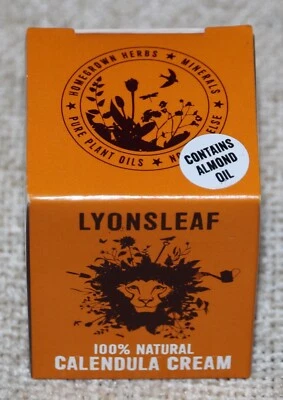 HOMEGROWN HERBS • MINERALS
PURE PLANT OILS
ELSE
CONTAINS
ALMOND
OIL
LYONSLEAF
100% NATURAL
CALENDULA CREAM